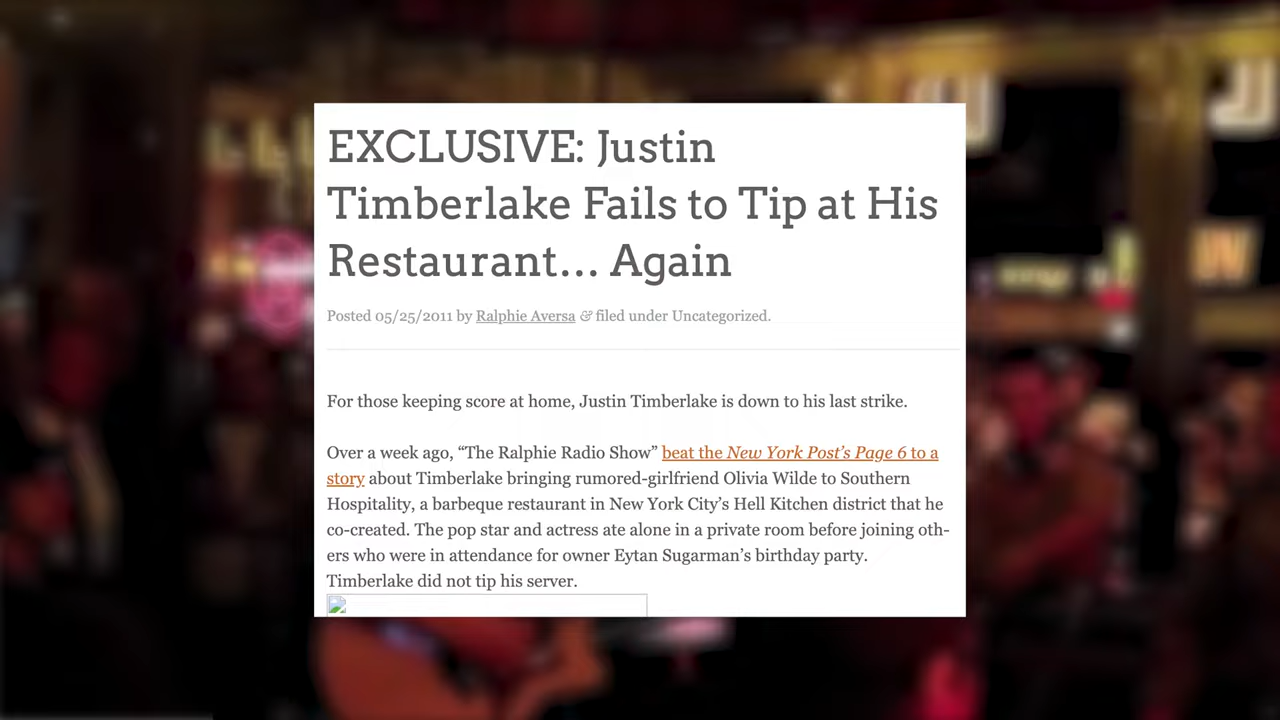 EXCLUSIVE: Justin
Timberlake Fails to Tip at His
Restaurant... Again
Posted 05/25/2011 by Ralphie Aversa & filed under Uncategorized.
For those keeping score at home, Justin Timberlake is down to his last strike.
Over a week ago, “The Ralphie Radio Show” beat the New York Post’s Page 6 to a
story about Timberlake bringing rumored-girlfriend Olivia Wilde to Southern
Hospitality, a barbeque restaurant in New York City’s Hell Kitchen district that he
co-created. The pop star and actress ate alone in a private room before joining oth-
ers who were in attendance for owner Eytan Sugarman’s birthday party.
Timberlake did not tip his server.